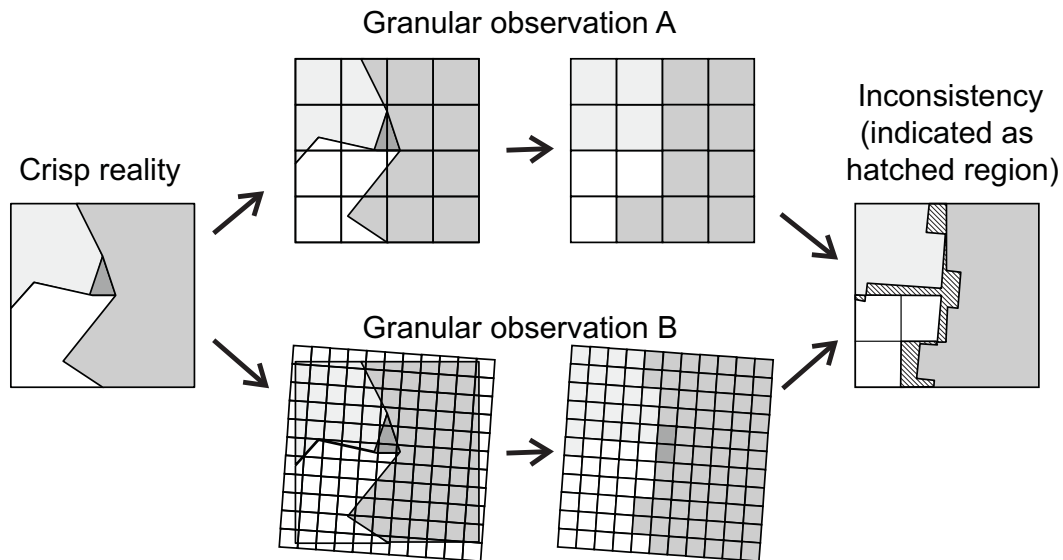 Granular observation A
Inconsistency
(indicated as
hatched region)
Crisp reality
Granular observation B